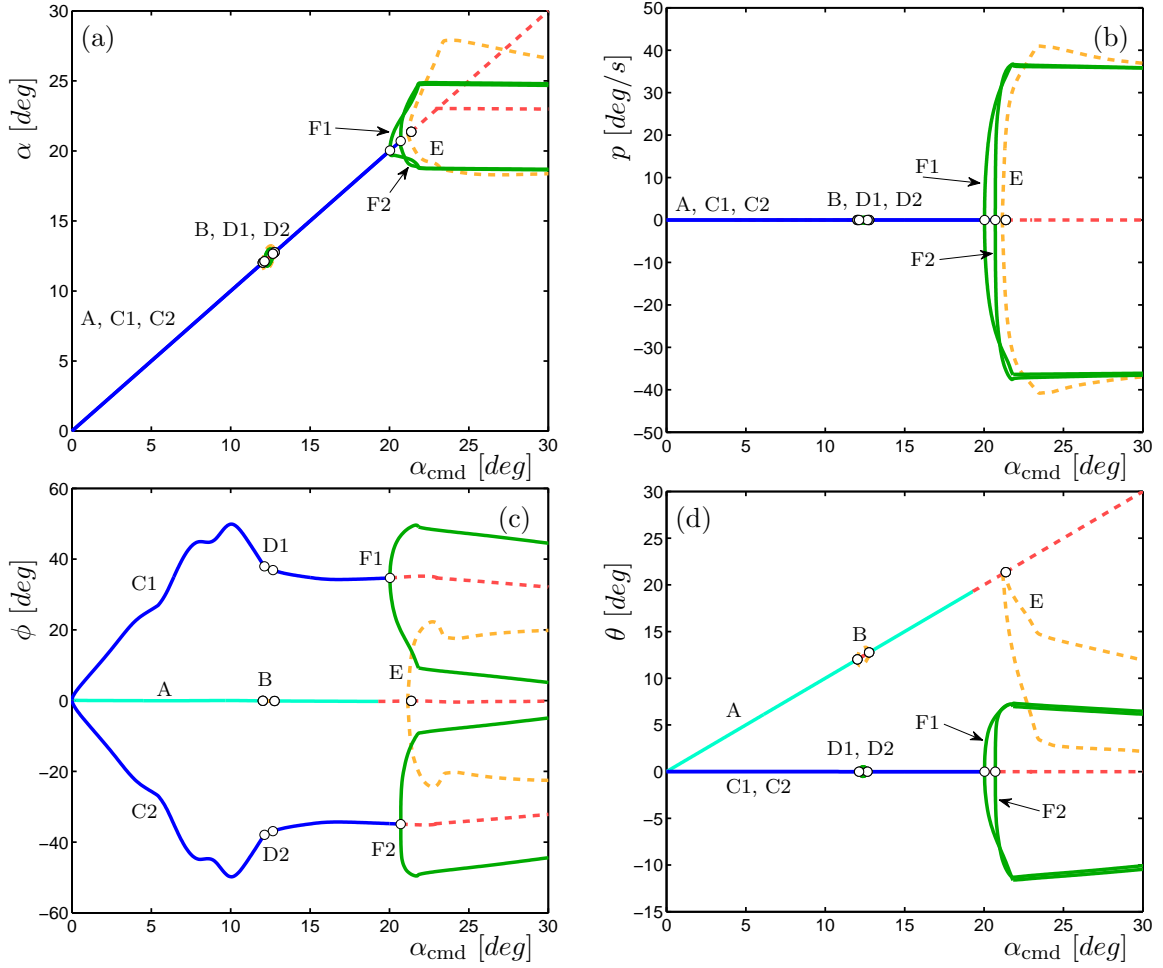 (a)
30
25
20
15
10
5
0
α [deg]
F1
E
F2
B, D1, D2
A, C1, C2
0 5 10 15 20 25 30
α_cmd [deg]
(b)
50
40
30
20
10
0
−10
−20
−30
−40
−50
p [deg/s]
F1
E
A, C1, C2
B, D1, D2
F2
0 5 10 15 20 25 30
α_cmd [deg]
(c)
60
40
20
0
−20
−40
−60
ϕ [deg]
D1
F1
C1
E
B
A
C2
D2
F2
0 5 10 15 20 25 30
α_cmd [deg]
(d)
30
25
20
15
10
5
0
−5
−10
−15
θ [deg]
E
B
A
F1
D1, D2
C1, C2
F2
0 5 10 15 20 25 30
α_cmd [deg]